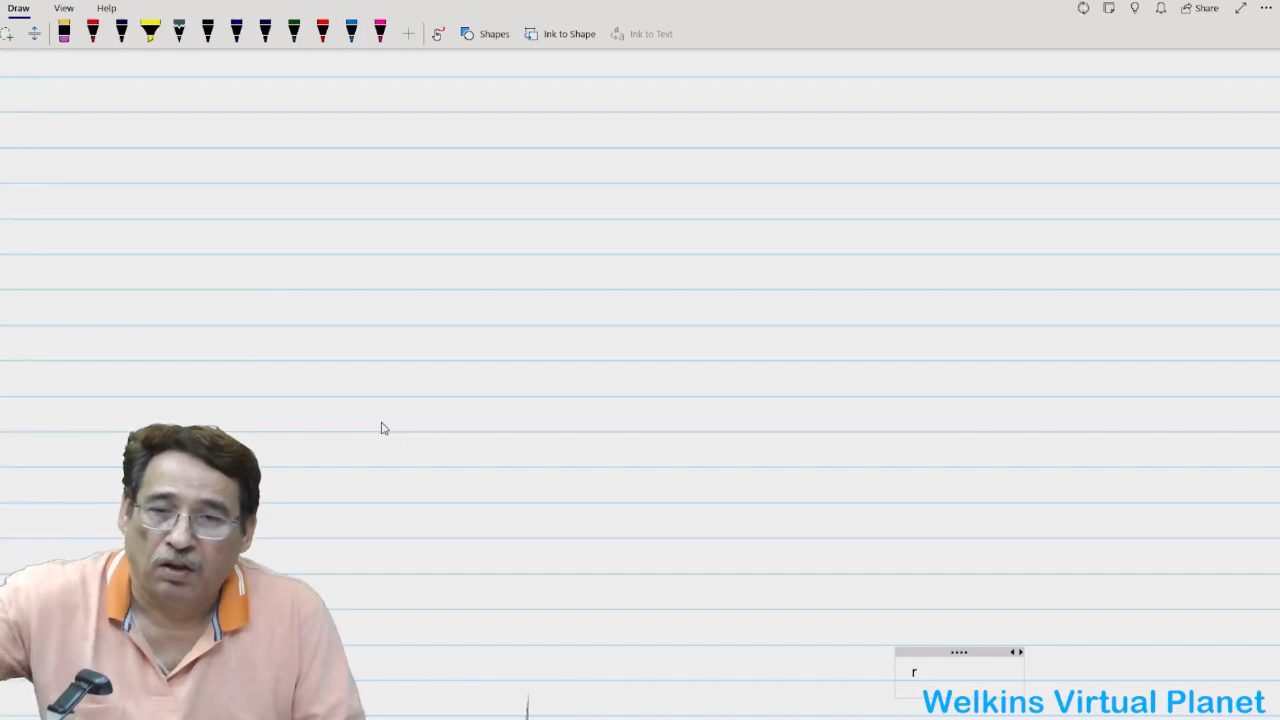 Draw View Help Share
Shapes Ink to Shape Ink to Text
r
Welkins Virtual Planet